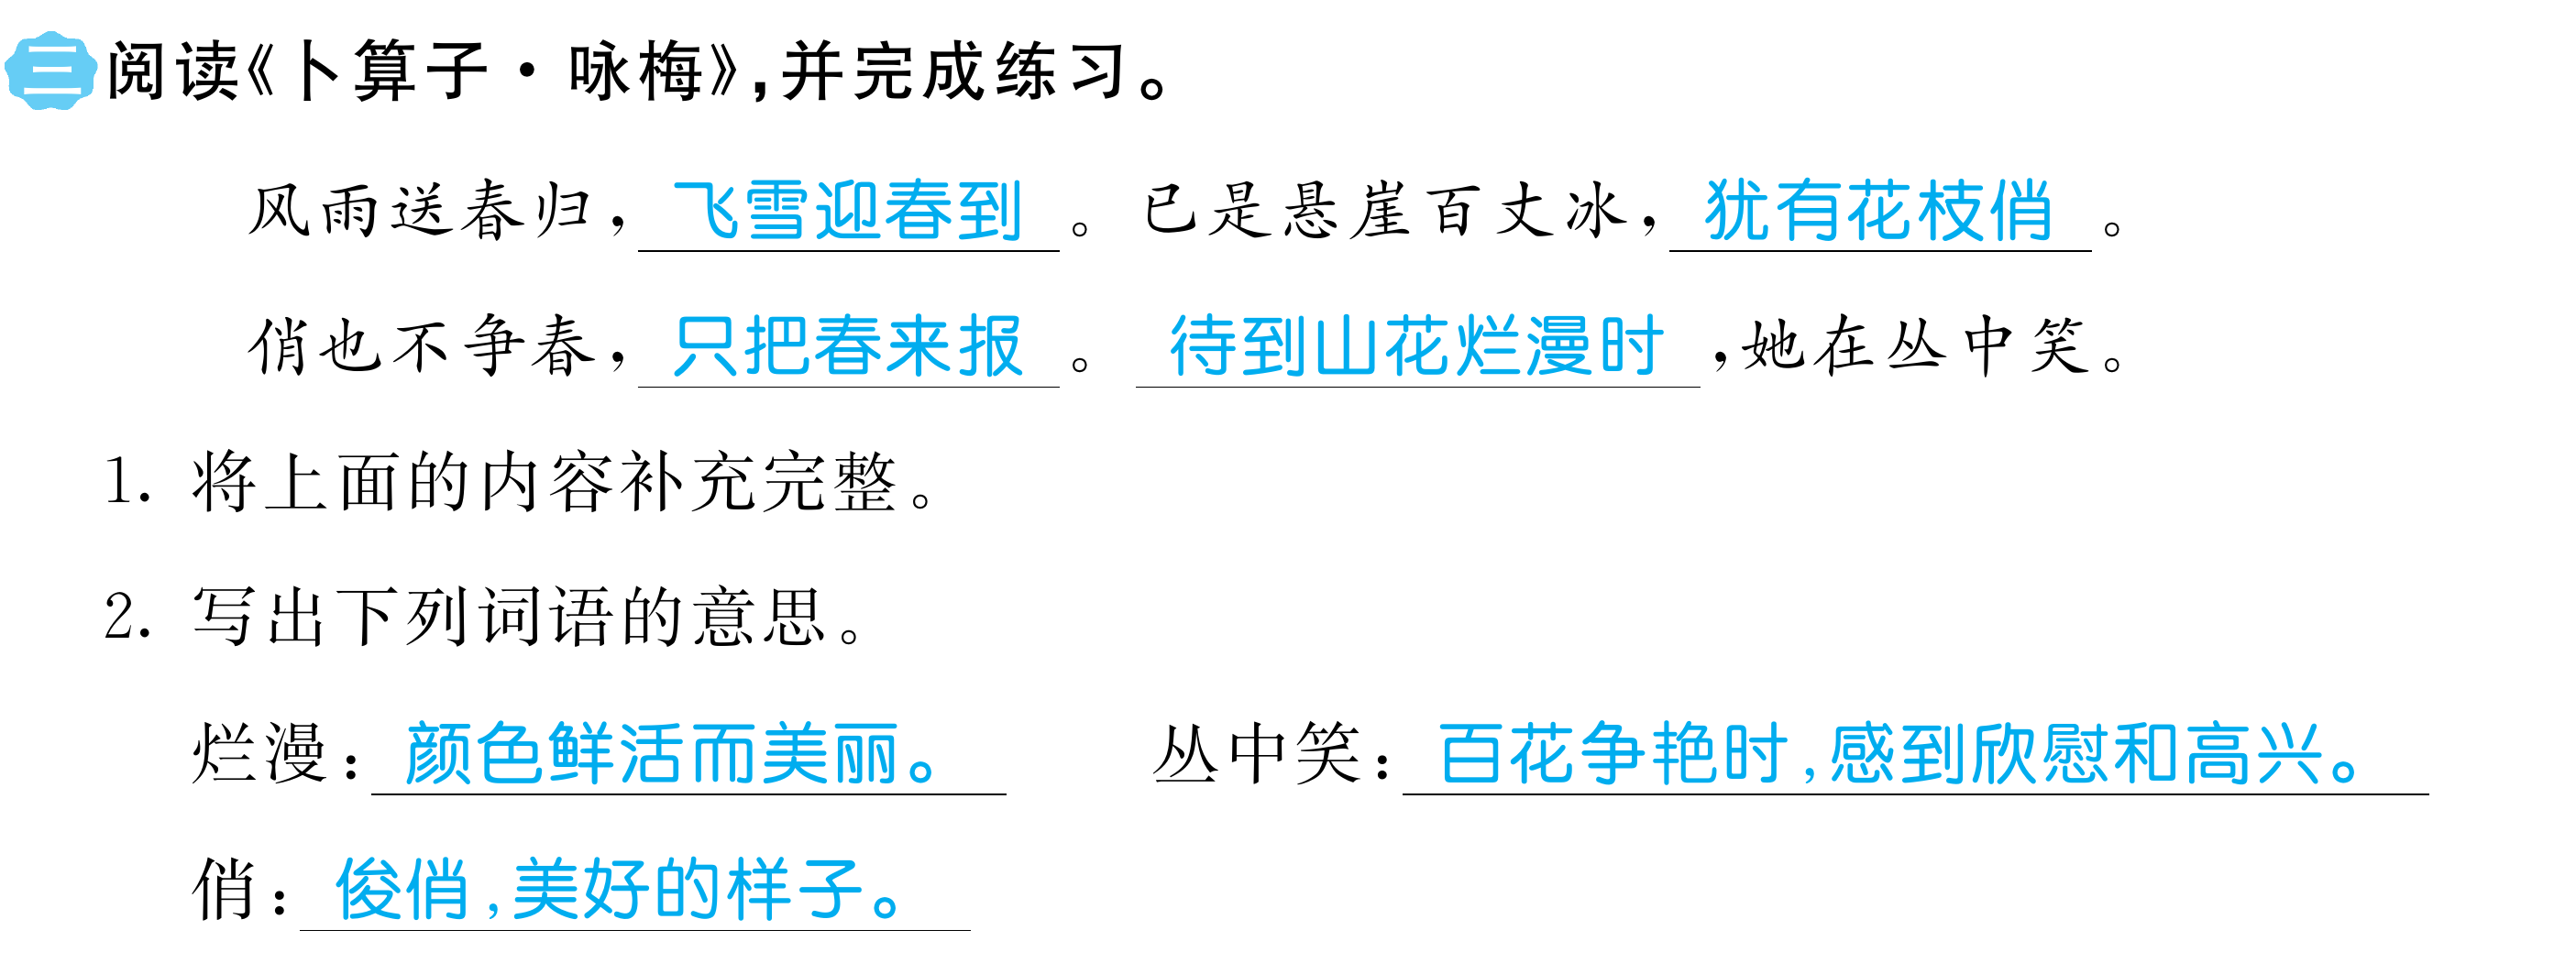 三 阅读《卜算子·咏梅》,并完成练习。
风雨送春归,飞雪迎春到。已是悬崖百丈冰,犹有花枝俏。
俏也不争春,只把春来报。待到山花烂漫时,她在丛中笑。
1. 将上面的内容补充完整。
2. 写出下列词语的意思。
烂漫:颜色鲜活而美丽。 丛中笑:百花争艳时,感到欣慰和高兴。
俏:俊俏,美好的样子。